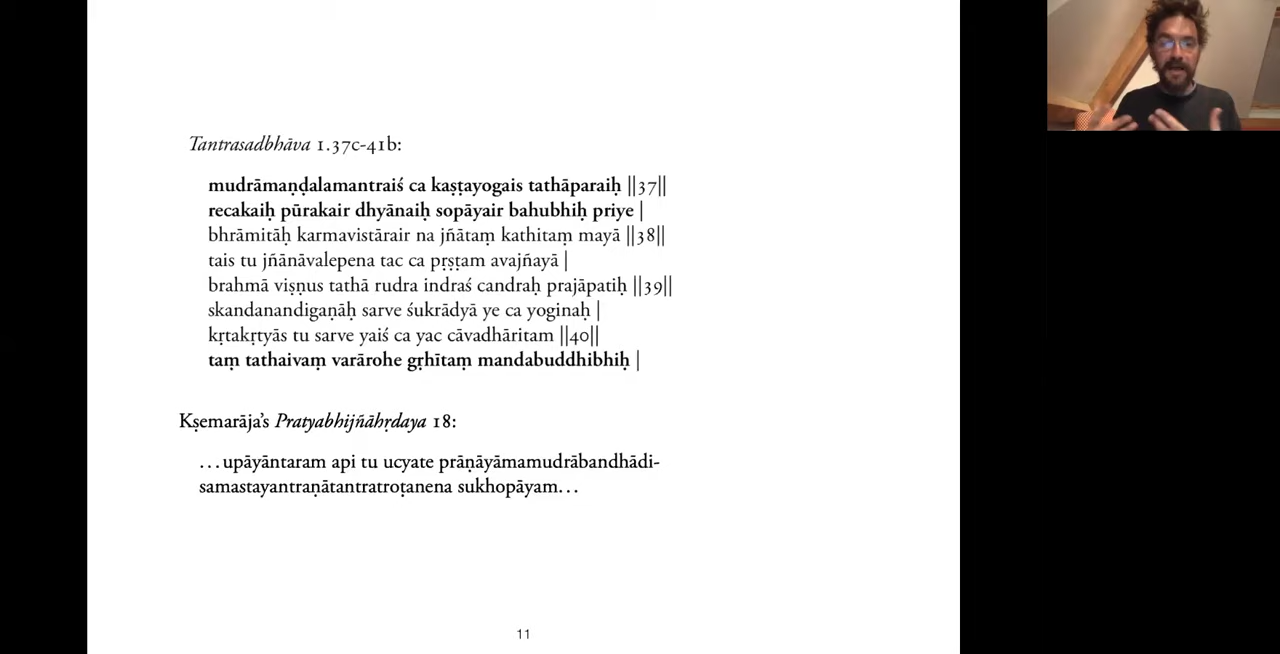 Tantrasadbhāva 1.37c-41b:
mudrāmaṇḍalamantraiś ca kaṣṭayogais tathāparaiḥ ||37||
recakaiḥ pūrakair dhyānaiḥ sopāyair bahubhiḥ priye |
bhrāmitāḥ karmavistārair na jñātaṃ kathitaṃ mayā ||38||
tais tu jñānāvalepena tac ca pṛṣṭam avajñayā |
brahmā viṣṇus tathā rudra indraś candraḥ prajāpatiḥ ||39||
skandanandigaṇāḥ sarve śukrādyā ye ca yoginaḥ |
kṛtakṛtyās tu sarve yaiś ca yac cāvadhāritam ||40||
taṃ tathaivaṃ varārohe gṛhītaṃ mandabuddhibhiḥ |
Kṣemarāja’s Pratyabhijñāhṛdaya 18:
…upāyāntaram api tu ucyate prāṇāyāmamudrābandhādi-
samastayantraṇātantratroṭanena sukhopāyam…
11